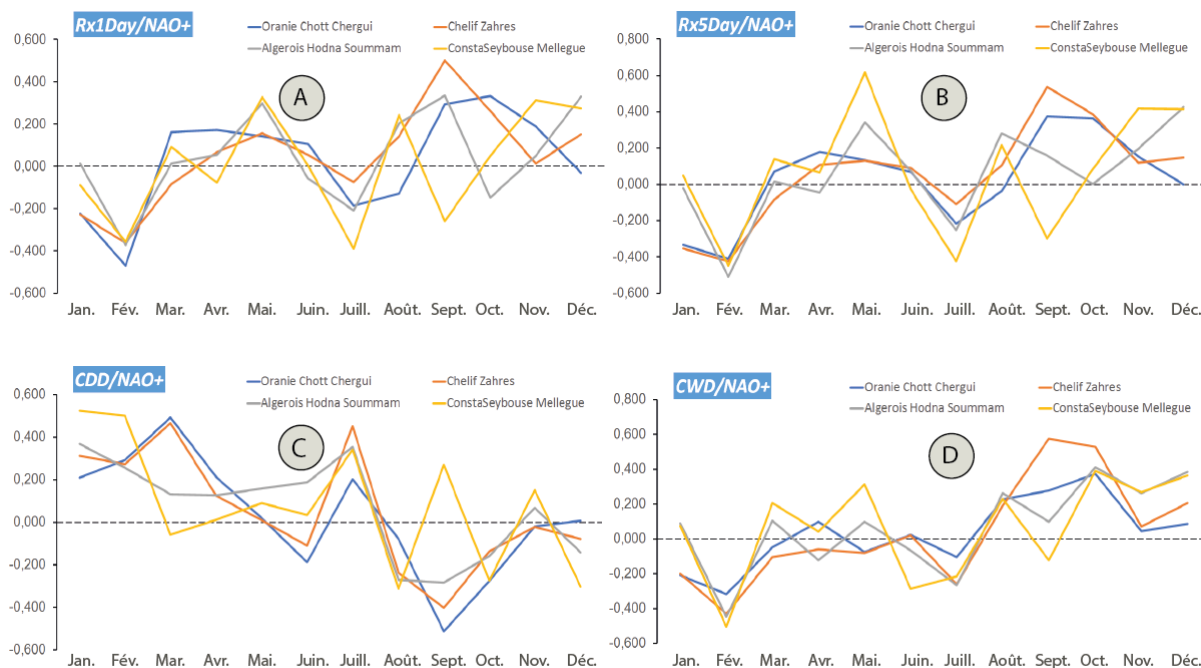 Rx1Day/NAO+
Oranie Chott Chergui
Chelif Zahres
Algerois Hodna Soummam
ConstaSeybouse Mellegue
A
0,600
0,400
0,200
0,000
-0,200
-0,400
-0,600
Jan. Fév. Mar. Avr. Mai. Juin. Juill. Août. Sept. Oct. Nov. Déc.
Rx5Day/NAO+
Oranie Chott Chergui
Chelif Zahres
Algerois Hodna Soummam
ConstaSeybouse Mellegue
B
0,800
0,600
0,400
0,200
0,000
-0,200
-0,400
-0,600
Jan. Fév. Mar. Avr. Mai. Juin. Juill. Août. Sept. Oct. Nov. Déc.
CDD/NAO+
Oranie Chott Chergui
Chelif Zahres
Algerois Hodna Soummam
ConstaSeybouse Mellegue
C
0,600
0,400
0,200
0,000
-0,200
-0,400
-0,600
Jan. Fév. Mar. Avr. Mai. Juin. Juill. Août. Sept. Oct. Nov. Déc.
CWD/NAO+
Oranie Chott Chergui
Chelif Zahres
Algerois Hodna Soummam
ConstaSeybouse Mellegue
D
0,800
0,600
0,400
0,200
0,000
-0,200
-0,400
-0,600
Jan. Fév. Mar. Avr. Mai. Juin. Juill. Août. Sept. Oct. Nov. Déc.